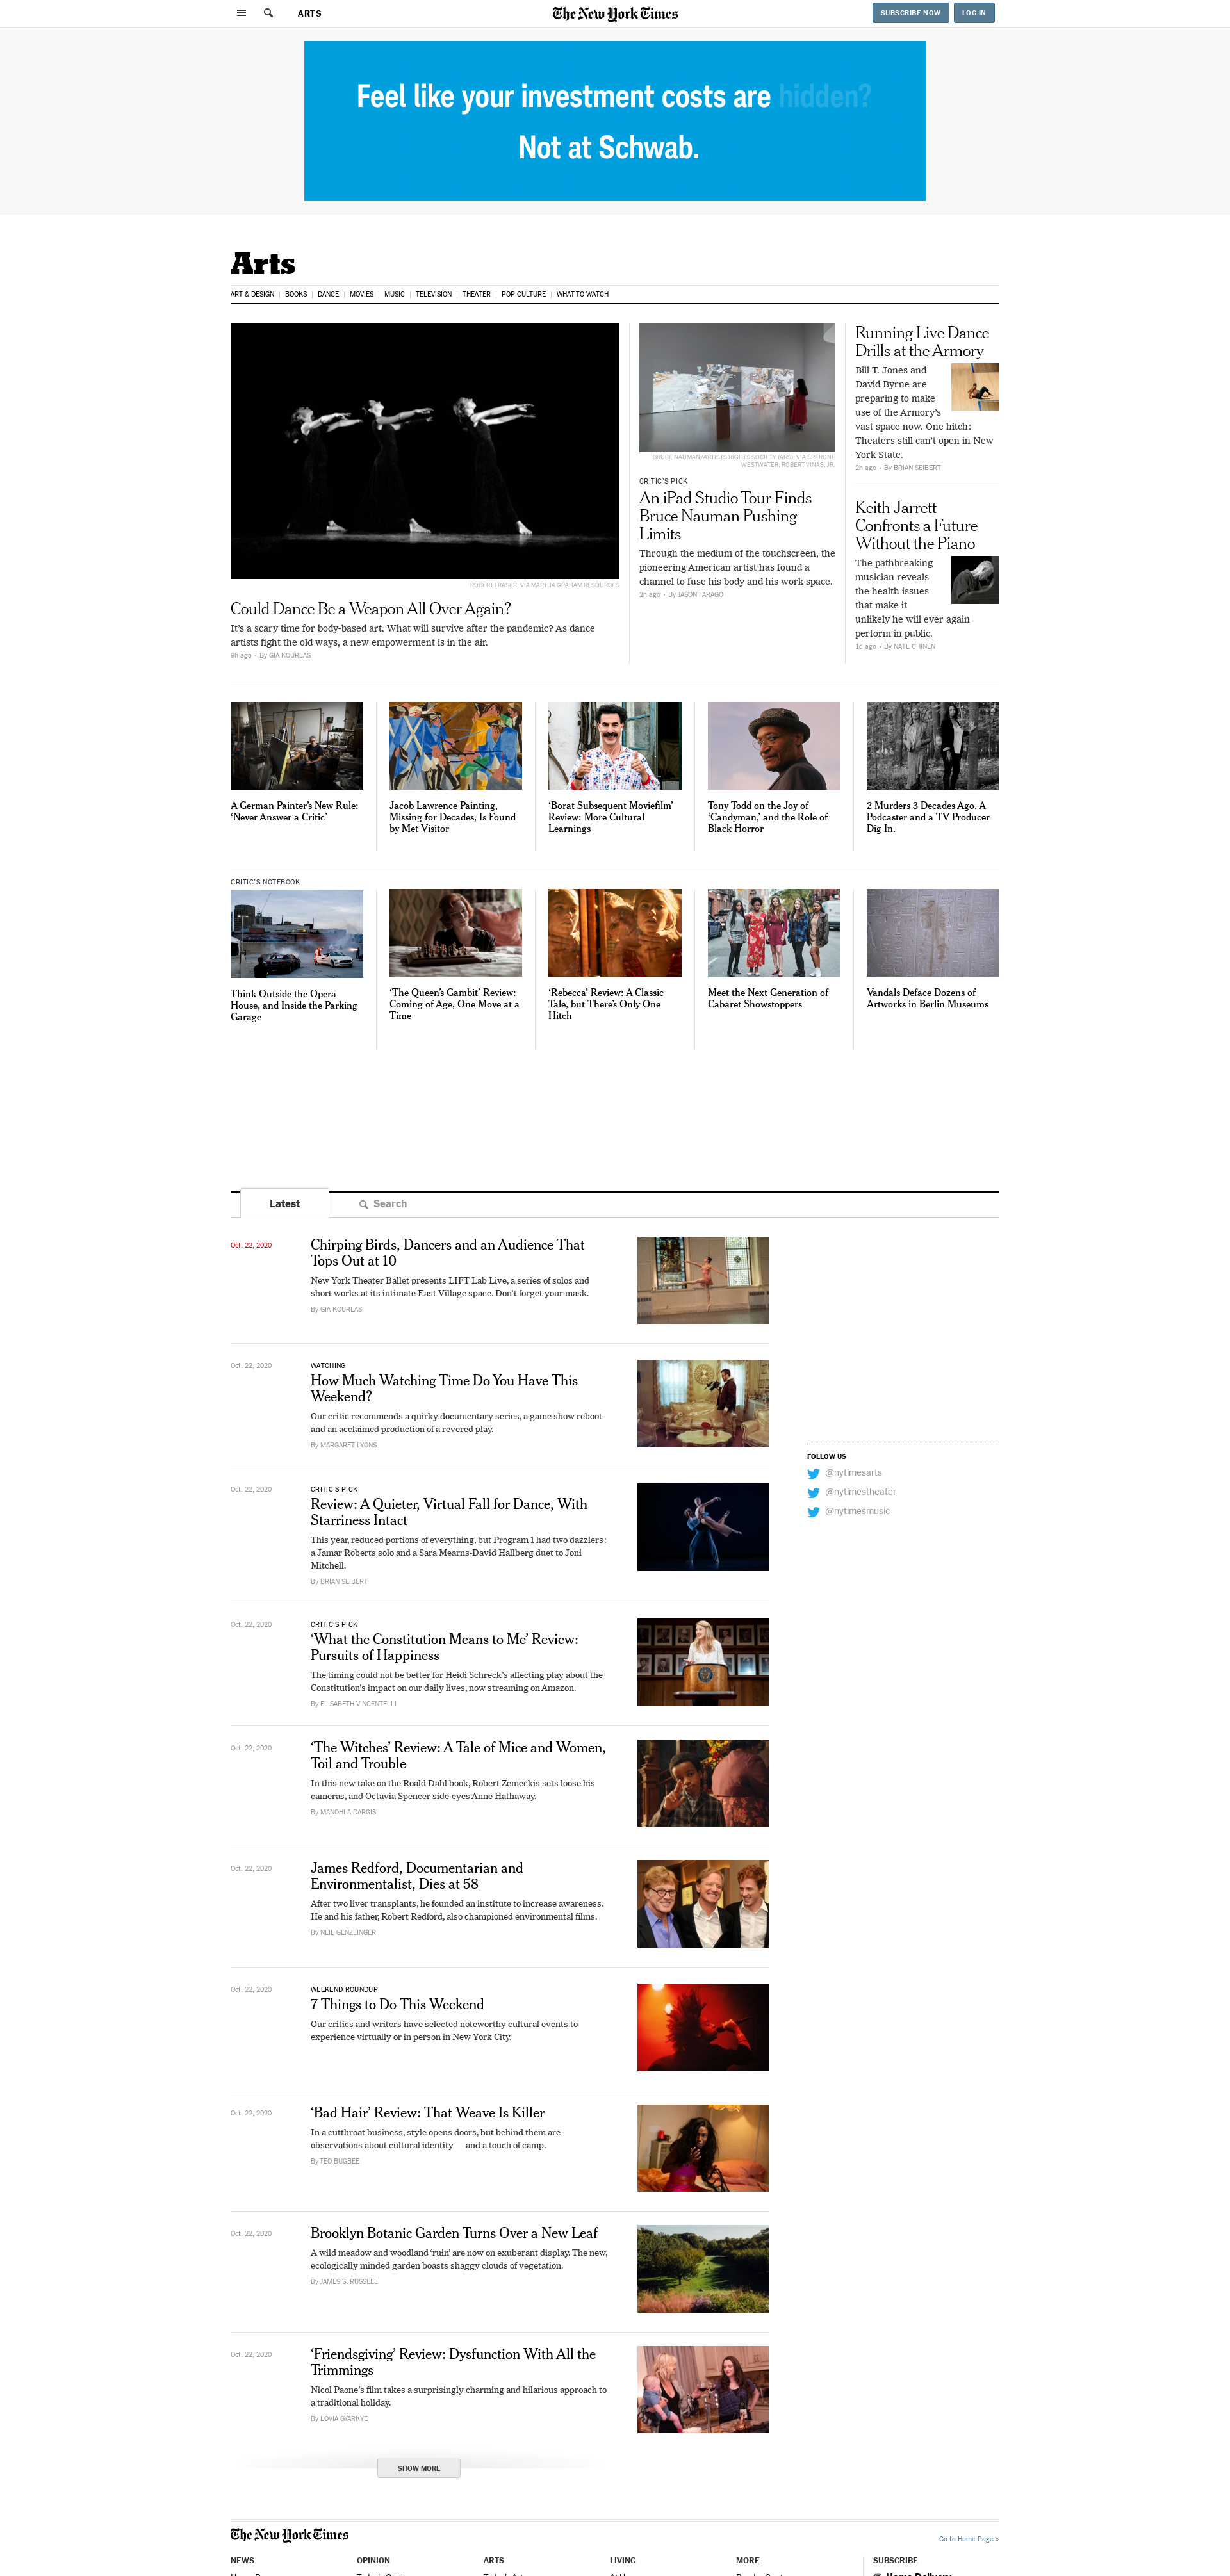 ARTS
The New York Times
SUBSCRIBE NOW
LOG IN
Feel like your investment costs are hidden?
Not at Schwab.
Arts
ART & DESIGN
BOOKS
DANCE
MOVIES
MUSIC
TELEVISION
THEATER
POP CULTURE
WHAT TO WATCH
ROBERT FRASER, VIA MARTHA GRAHAM RESOURCES
Could Dance Be a Weapon All Over Again?
It's a scary time for body-based art. What will survive after the pandemic? As dance
artists fight the old ways, a new empowerment is in the air.
9h ago • By GIA KOURLAS
BRUCE NAUMAN/ARTISTS RIGHTS SOCIETY (ARS); VIA SPERONE
WESTWATER; ROBERT VINAS, JR.
CRITIC'S PICK
An iPad Studio Tour Finds
Bruce Nauman Pushing
Limits
Through the medium of the touchscreen, the
pioneering American artist has found a
channel to fuse his body and his work space.
2h ago • By JASON FARAGO
Running Live Dance
Drills at the Armory
Bill T. Jones and
David Byrne are
preparing to make
use of the Armory's
vast space now. One hitch:
Theaters still can't open in New
York State.
2h ago • By BRIAN SEIBERT
Keith Jarrett
Confronts a Future
Without the Piano
The pathbreaking
musician reveals
the health issues
that make it
unlikely he will ever again
perform in public.
1d ago • By NATE CHINEN
A German Painter's New Rule:
‘Never Answer a Critic’
Jacob Lawrence Painting,
Missing for Decades, Is Found
by Met Visitor
‘Borat Subsequent Moviefilm’
Review: More Cultural
Learnings
Tony Todd on the Joy of
‘Candyman,’ and the Role of
Black Horror
2 Murders 3 Decades Ago. A
Podcaster and a TV Producer
Dig In.
CRITIC'S NOTEBOOK
Think Outside the Opera
House, and Inside the Parking
Garage
‘The Queen's Gambit’ Review:
Coming of Age, One Move at a
Time
‘Rebecca’ Review: A Classic
Tale, but There's Only One
Hitch
Meet the Next Generation of
Cabaret Showstoppers
Vandals Deface Dozens of
Artworks in Berlin Museums
Latest
Search
Oct. 22, 2020
Chirping Birds, Dancers and an Audience That
Tops Out at 10
New York Theater Ballet presents LIFT Lab Live, a series of solos and
short works at its intimate East Village space. Don't forget your mask.
By GIA KOURLAS
Oct. 22, 2020
WATCHING
How Much Watching Time Do You Have This
Weekend?
Our critic recommends a quirky documentary series, a game show reboot
and an acclaimed production of a revered play.
By MARGARET LYONS
FOLLOW US
@nytimesarts
@nytimestheater
@nytimesmusic
Oct. 22, 2020
CRITIC'S PICK
Review: A Quieter, Virtual Fall for Dance, With
Starriness Intact
This year, reduced portions of everything, but Program 1 had two dazzlers:
a Jamar Roberts solo and a Sara Mearns-David Hallberg duet to Joni
Mitchell.
By BRIAN SEIBERT
Oct. 22, 2020
CRITIC'S PICK
‘What the Constitution Means to Me’ Review:
Pursuits of Happiness
The timing could not be better for Heidi Schreck's affecting play about the
Constitution's impact on our daily lives, now streaming on Amazon.
By ELISABETH VINCENTELLI
Oct. 22, 2020
‘The Witches’ Review: A Tale of Mice and Women,
Toil and Trouble
In this new take on the Roald Dahl book, Robert Zemeckis sets loose his
cameras, and Octavia Spencer side-eyes Anne Hathaway.
By MANOHLA DARGIS
Oct. 22, 2020
James Redford, Documentarian and
Environmentalist, Dies at 58
After two liver transplants, he founded an institute to increase awareness.
He and his father, Robert Redford, also championed environmental films.
By NEIL GENZLINGER
Oct. 22, 2020
WEEKEND ROUNDUP
7 Things to Do This Weekend
Our critics and writers have selected noteworthy cultural events to
experience virtually or in person in New York City.
Oct. 22, 2020
‘Bad Hair’ Review: That Weave Is Killer
In a cutthroat business, style opens doors, but behind them are
observations about cultural identity — and a touch of camp.
By TEO BUGBEE
Oct. 22, 2020
Brooklyn Botanic Garden Turns Over a New Leaf
A wild meadow and woodland ‘ruin’ are now on exuberant display. The new,
ecologically minded garden boasts shaggy clouds of vegetation.
By JAMES S. RUSSELL
Oct. 22, 2020
‘Friendsgiving’ Review: Dysfunction With All the
Trimmings
Nicol Paone's film takes a surprisingly charming and hilarious approach to
a traditional holiday.
By LOVIA GYARKYE
SHOW MORE
The New York Times
Go to Home Page »
NEWS
OPINION
ARTS
LIVING
MORE
SUBSCRIBE